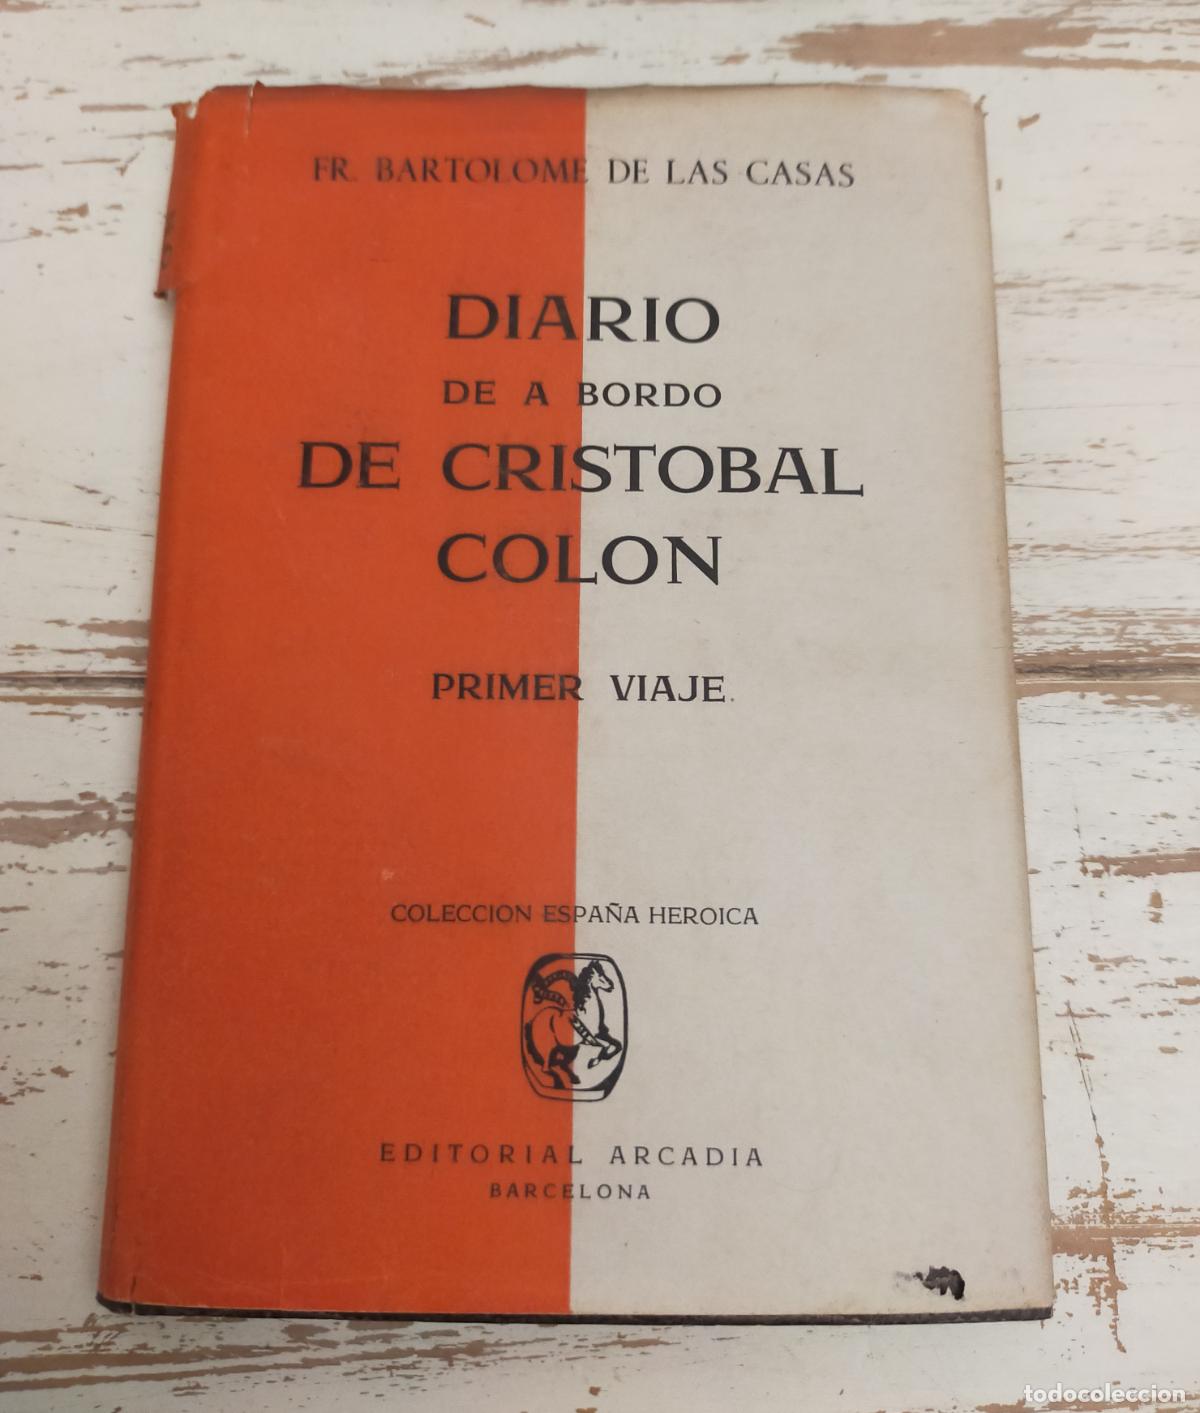 FR. BARTOLOME DE LAS CASAS
DIARIO
DE A BORDO
DE CRISTOBAL
COLON
PRIMER VIAJE.
COLECCION ESPAÑA HEROICA
EDITORIAL ARCADIA
BARCELONA
todocoleccion